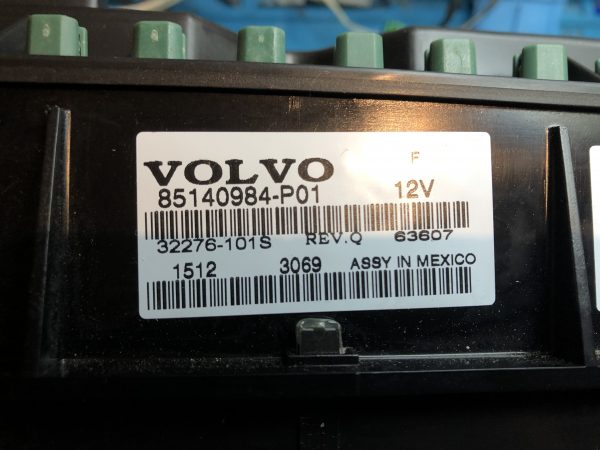 VOLVO F
85140984-P01 12V
32276-101S REV.Q 63607
1512 3069 ASSY IN MEXICO